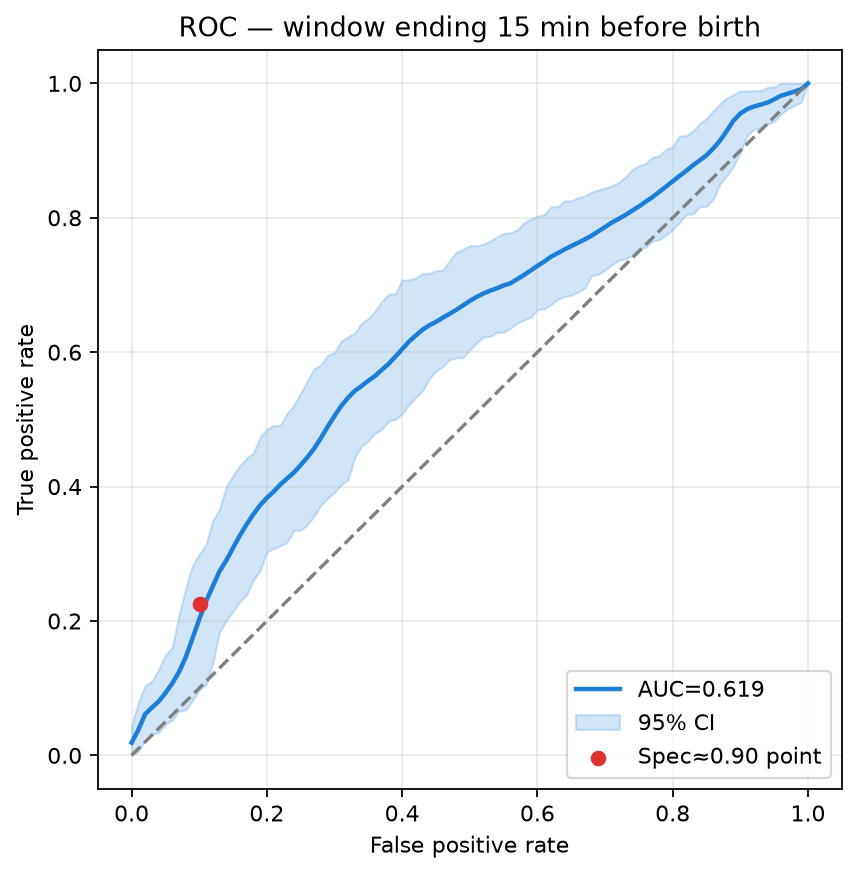 ROC — window ending 15 min before birth
True positive rate
1.0
0.8
0.6
0.4
0.2
0.0
AUC=0.619
95% CI
Spec≈0.90 point
0.0 0.2 0.4 0.6 0.8 1.0
False positive rate